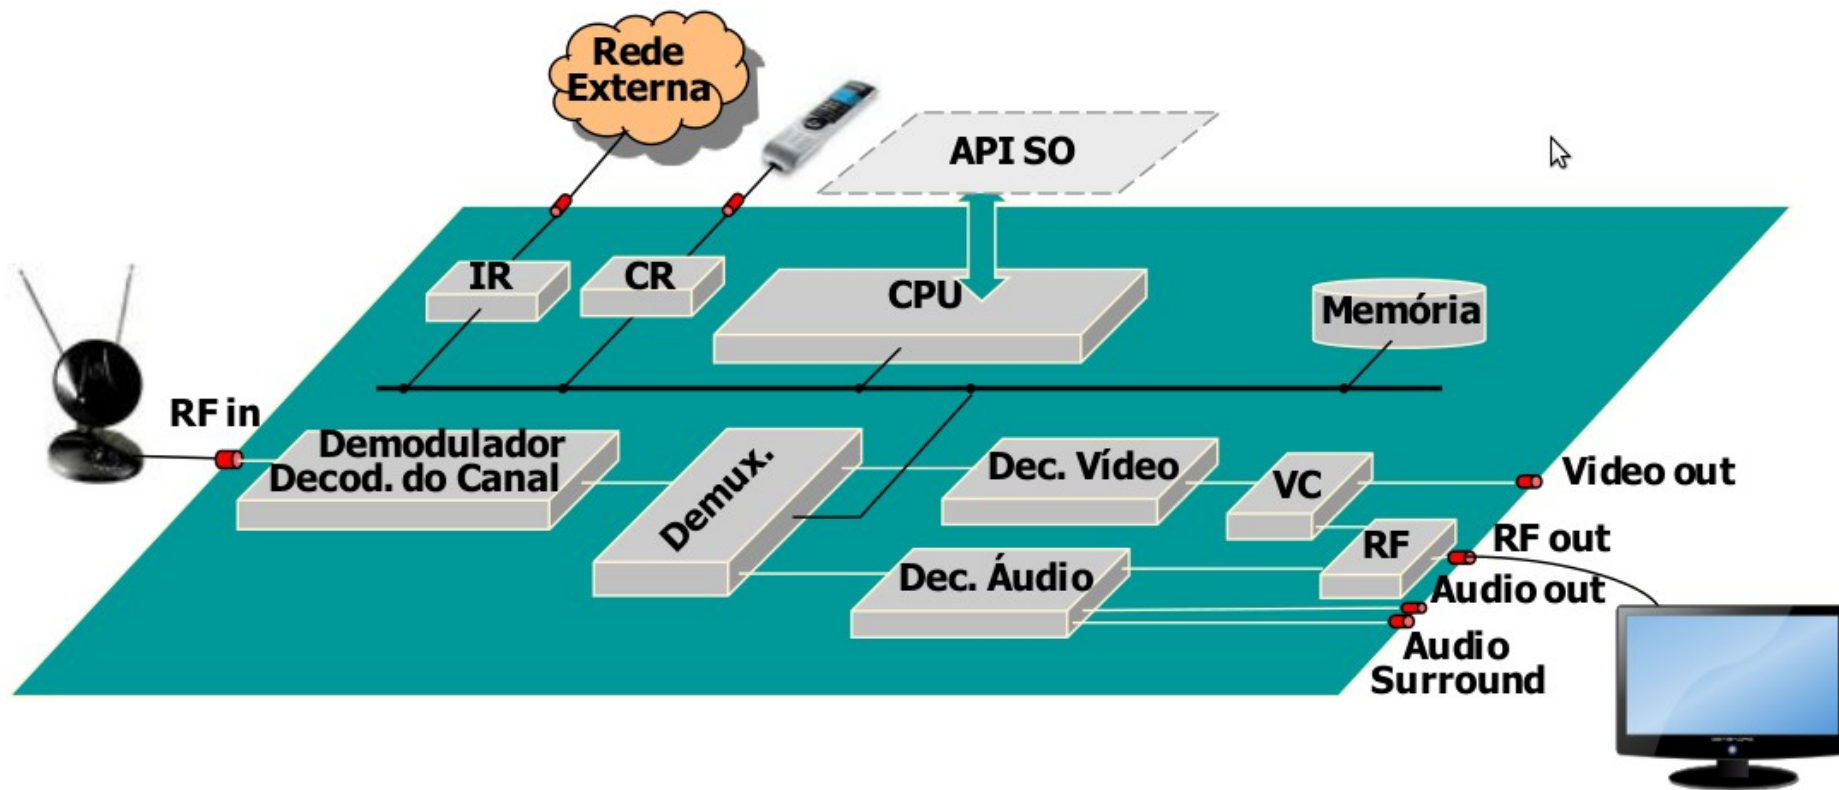 Rede
Externa
API SO
IR
CR
CPU
Memória
RF in
Demodulador
Decod. do Canal
Demux.
Dec. Vídeo
VC
Video out
RF
RF out
Dec. Áudio
Audio out
Audio
Surround